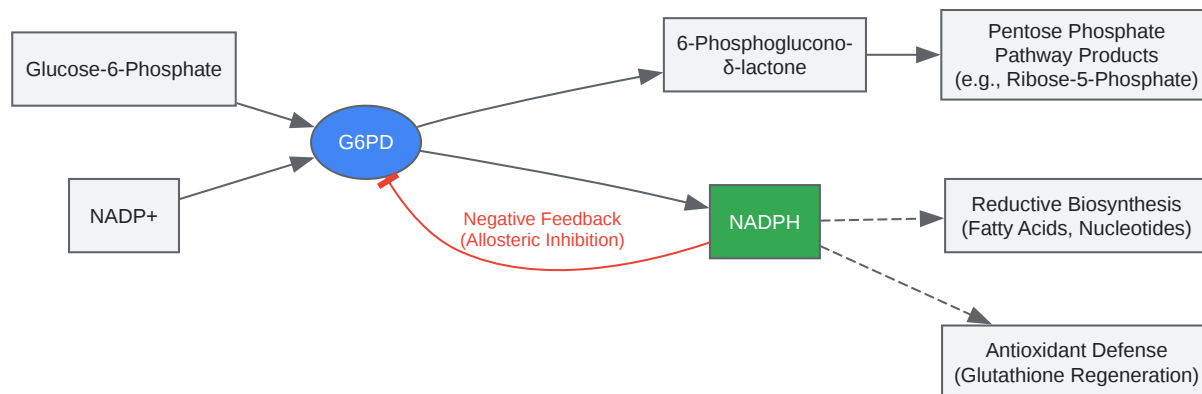 Glucose-6-Phosphate
NADP+
G6PD
6-Phosphoglucono-
δ-lactone
Pentose Phosphate
Pathway Products
(e.g., Ribose-5-Phosphate)
Negative Feedback
(Allosteric Inhibition)
NADPH
Reductive Biosynthesis
(Fatty Acids, Nucleotides)
Antioxidant Defense
(Glutathione Regeneration)